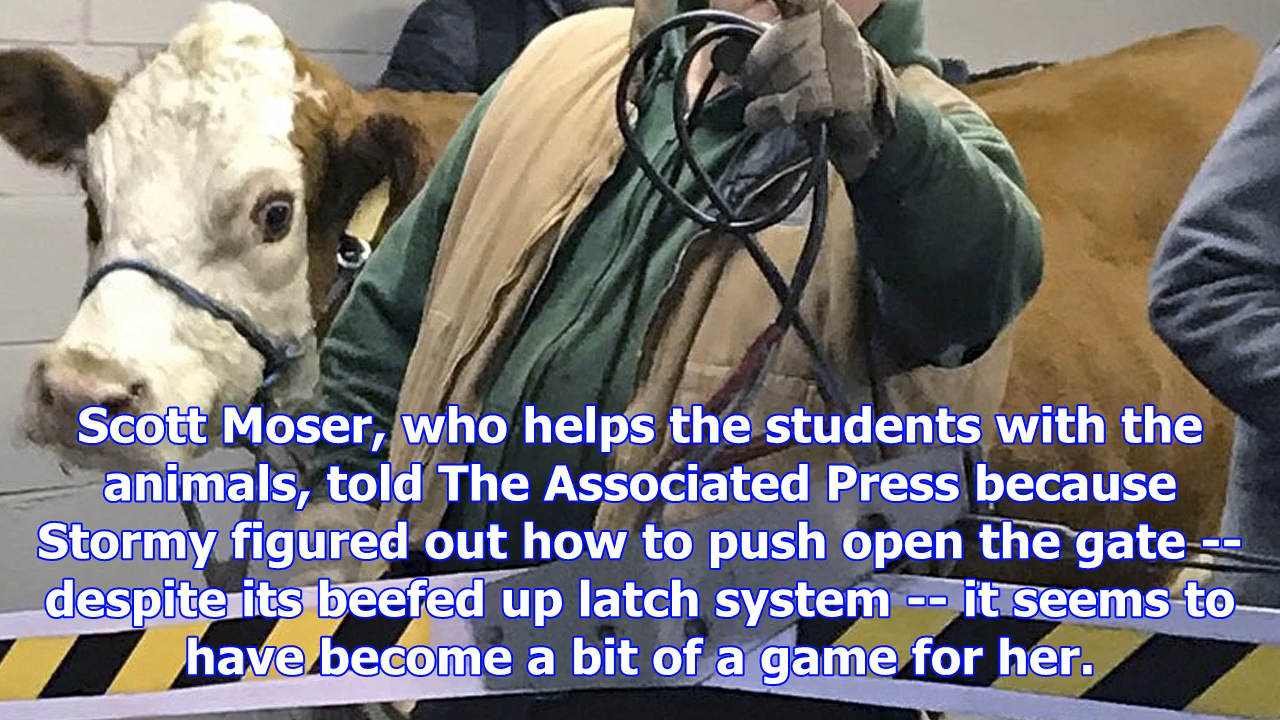 Scott Moser, who helps the students with the
animals, told The Associated Press because
Stormy figured out how to push open the gate --
despite its beefed up latch system -- it seems to
have become a bit of a game for her.